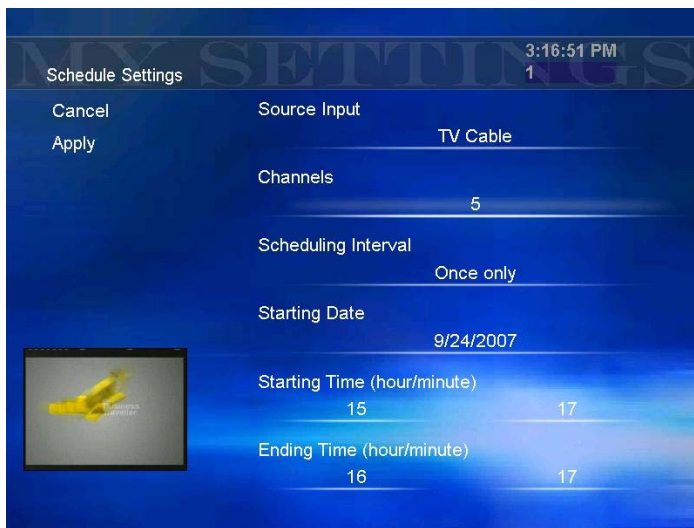 MY SETTINGS
3:16:51 PM
1
Schedule Settings
Cancel
Apply
Source Input
TV Cable
Channels
5
Scheduling Interval
Once only
Starting Date
9/24/2007
Starting Time (hour/minute)
15 17
Ending Time (hour/minute)
16 17
Business
Traveller